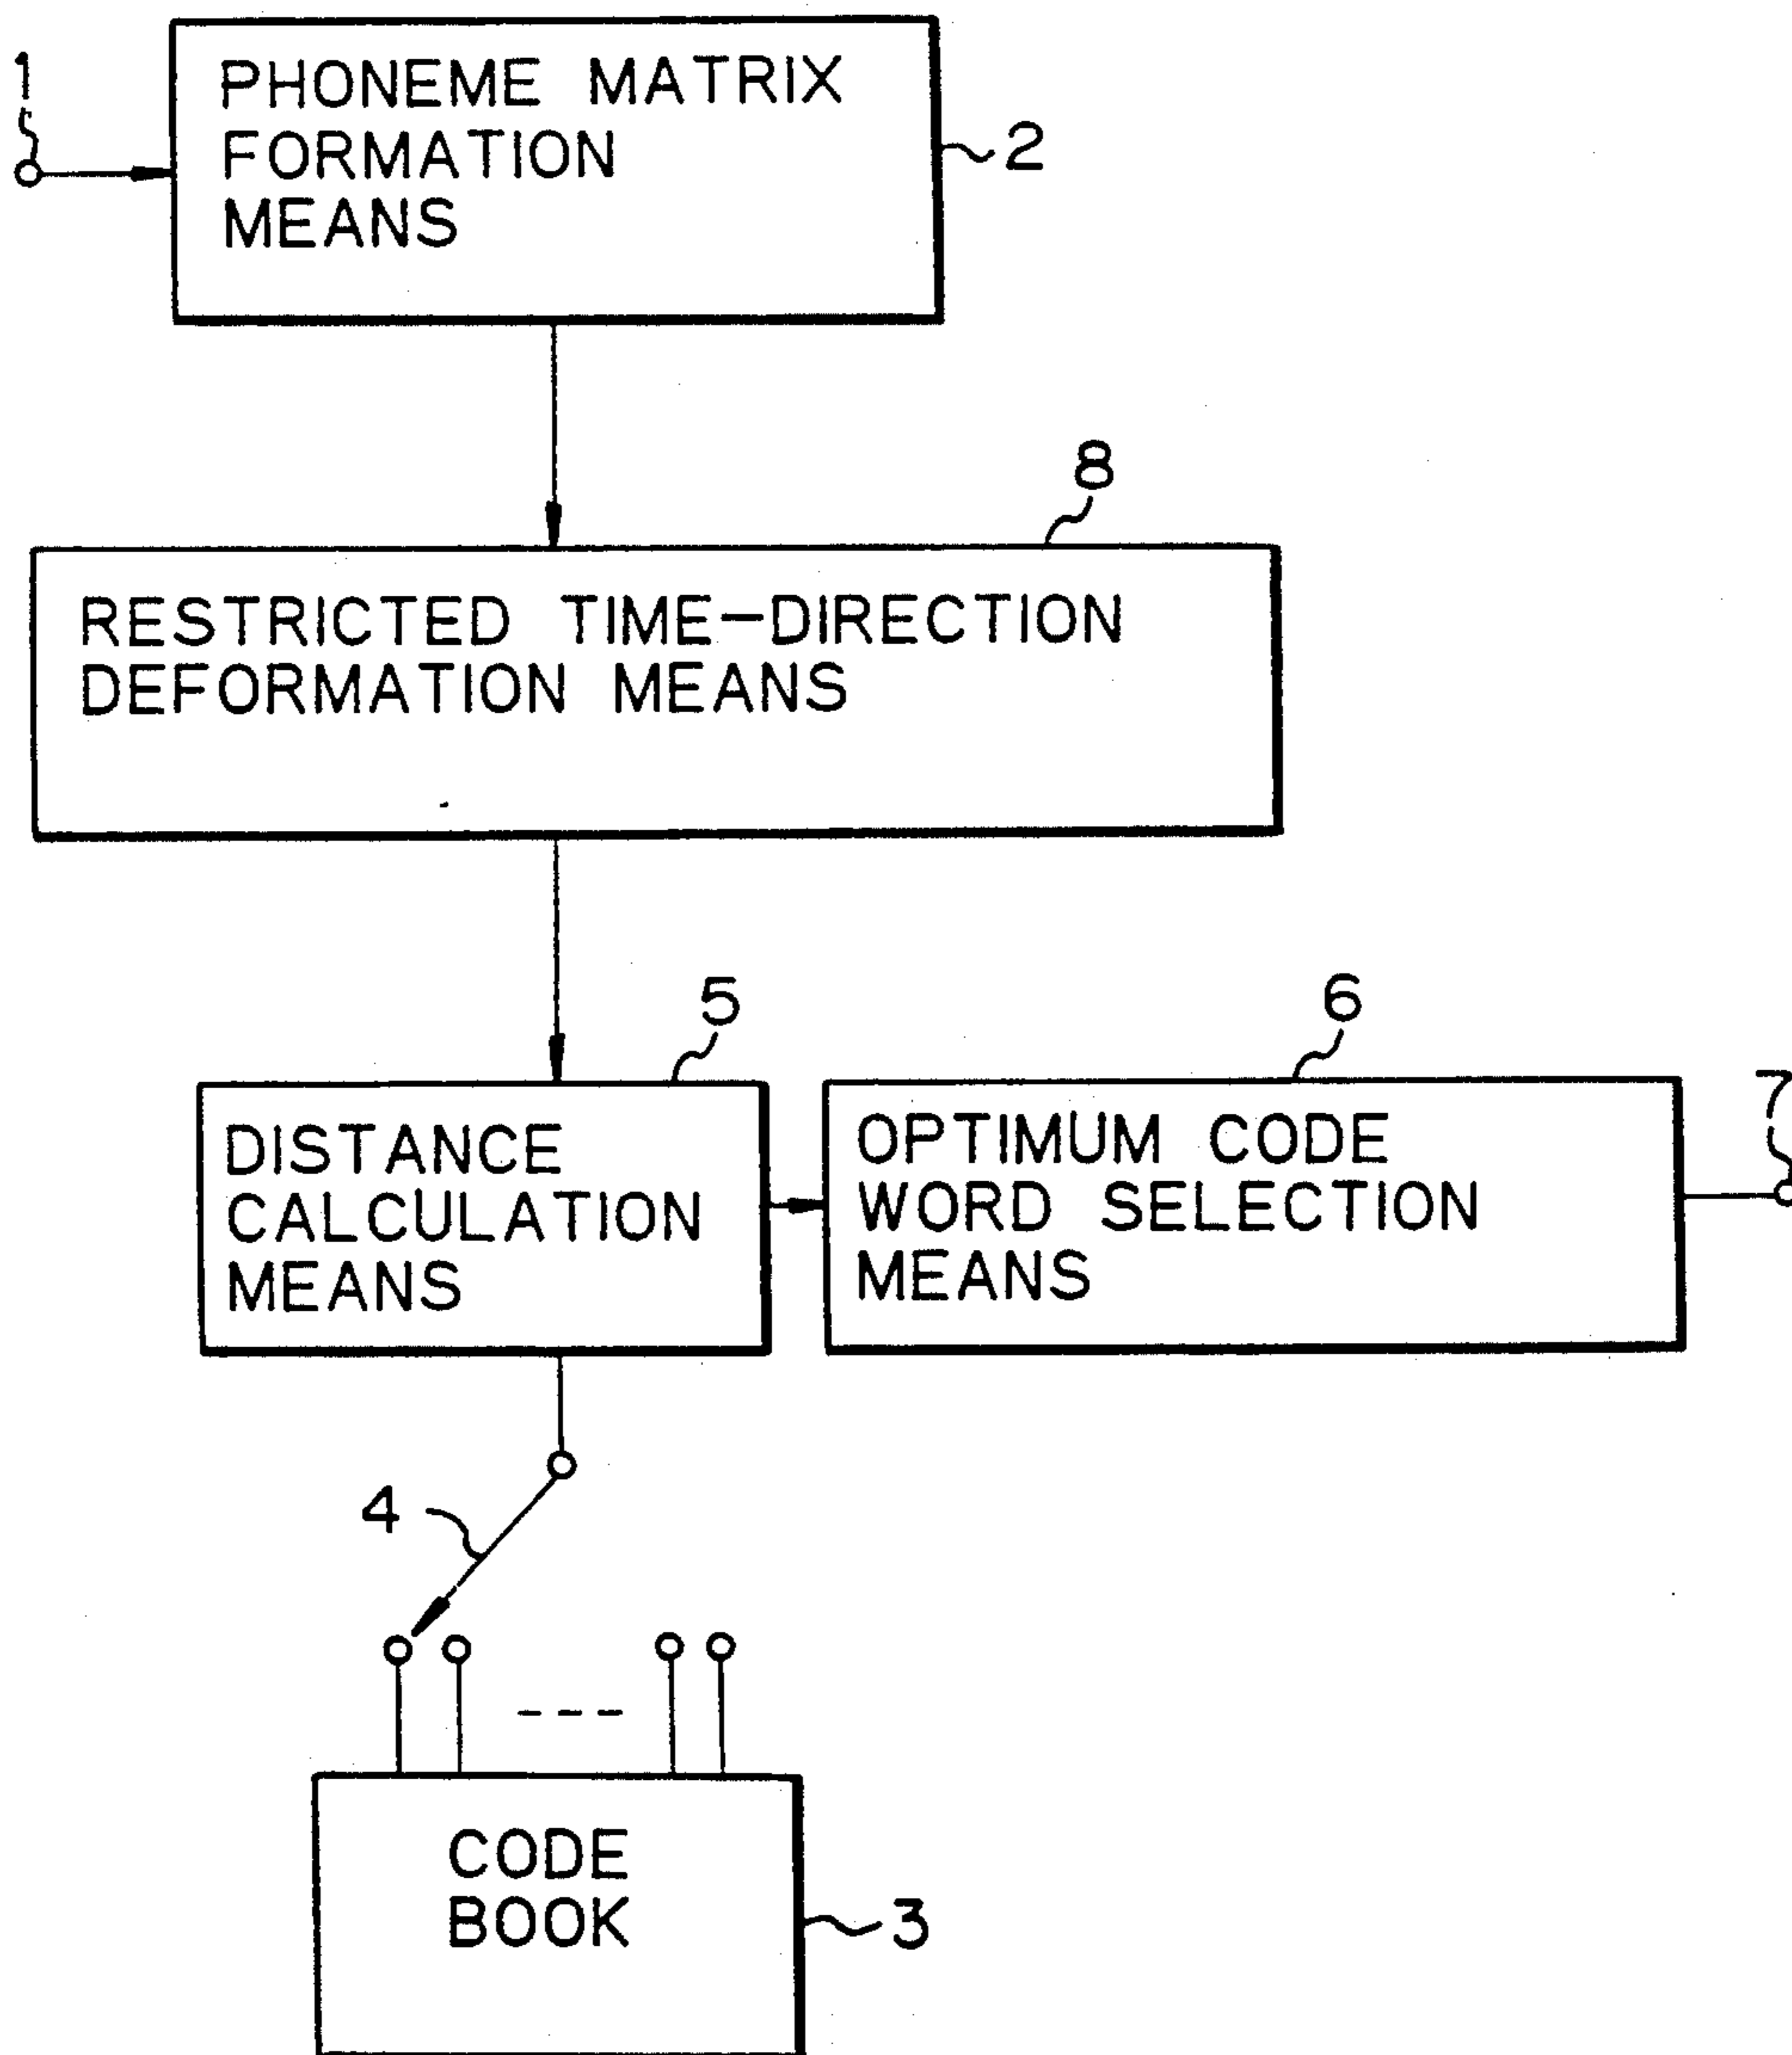 1
PHONEME MATRIX
FORMATION
MEANS
2
8
RESTRICTED TIME-DIRECTION
DEFORMATION MEANS
5
6
7
DISTANCE
CALCULATION
MEANS
OPTIMUM CODE
WORD SELECTION
MEANS
4
CODE
BOOK
3